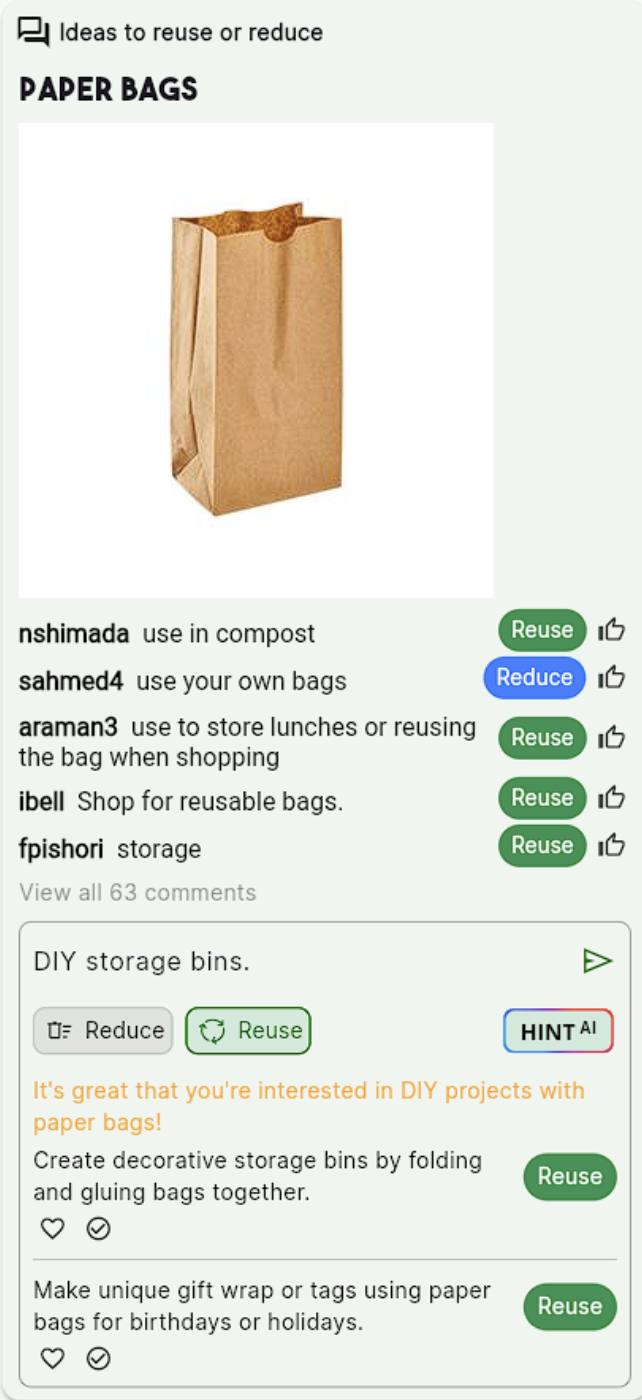 Ideas to reuse or reduce
PAPER BAGS
nshimada use in compost Reuse
sahmed4 use your own bags Reduce
araman3 use to store lunches or reusing
the bag when shopping Reuse
ibell Shop for reusable bags. Reuse
fpishori storage Reuse
View all 63 comments
DIY storage bins.
Reduce Reuse HINT AI
It's great that you're interested in DIY projects with
paper bags!
Create decorative storage bins by folding
and gluing bags together. Reuse
Make unique gift wrap or tags using paper
bags for birthdays or holidays. Reuse